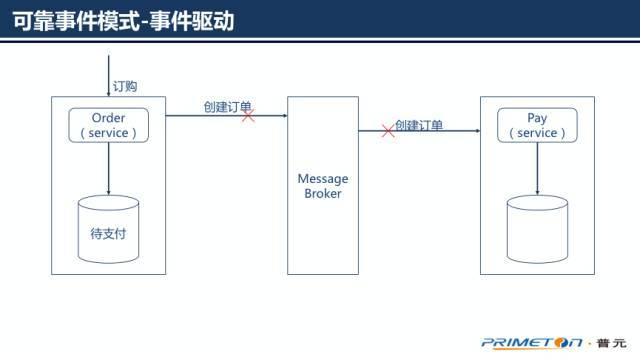 可靠事件模式-事件驱动
订购
Order
（service）
待支付
创建订单
Message
Broker
创建订单
Pay
（service）
PRIMETON·普元